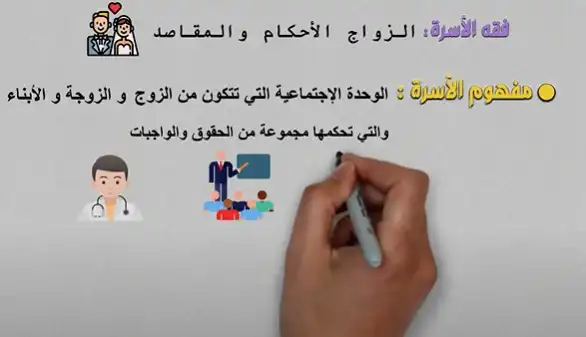 فقه الأسرة: الزواج الأحكام والمقاصد
مفهوم الأسرة : الوحدة الإجتماعية التي تتكون من الزوج و الزوجة و الأبناء
والتي تحكمها مجموعة من الحقوق والواجبات